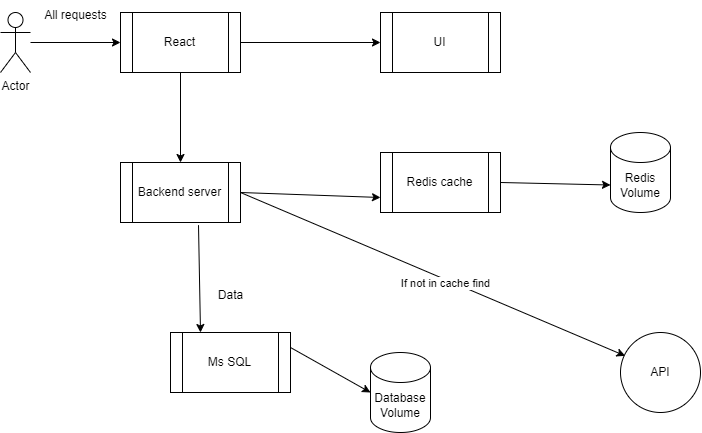 All requests
Actor
React
UI
Backend server
Redis cache
Redis
Volume
If not in cache find
Data
Ms SQL
Database
Volume
API